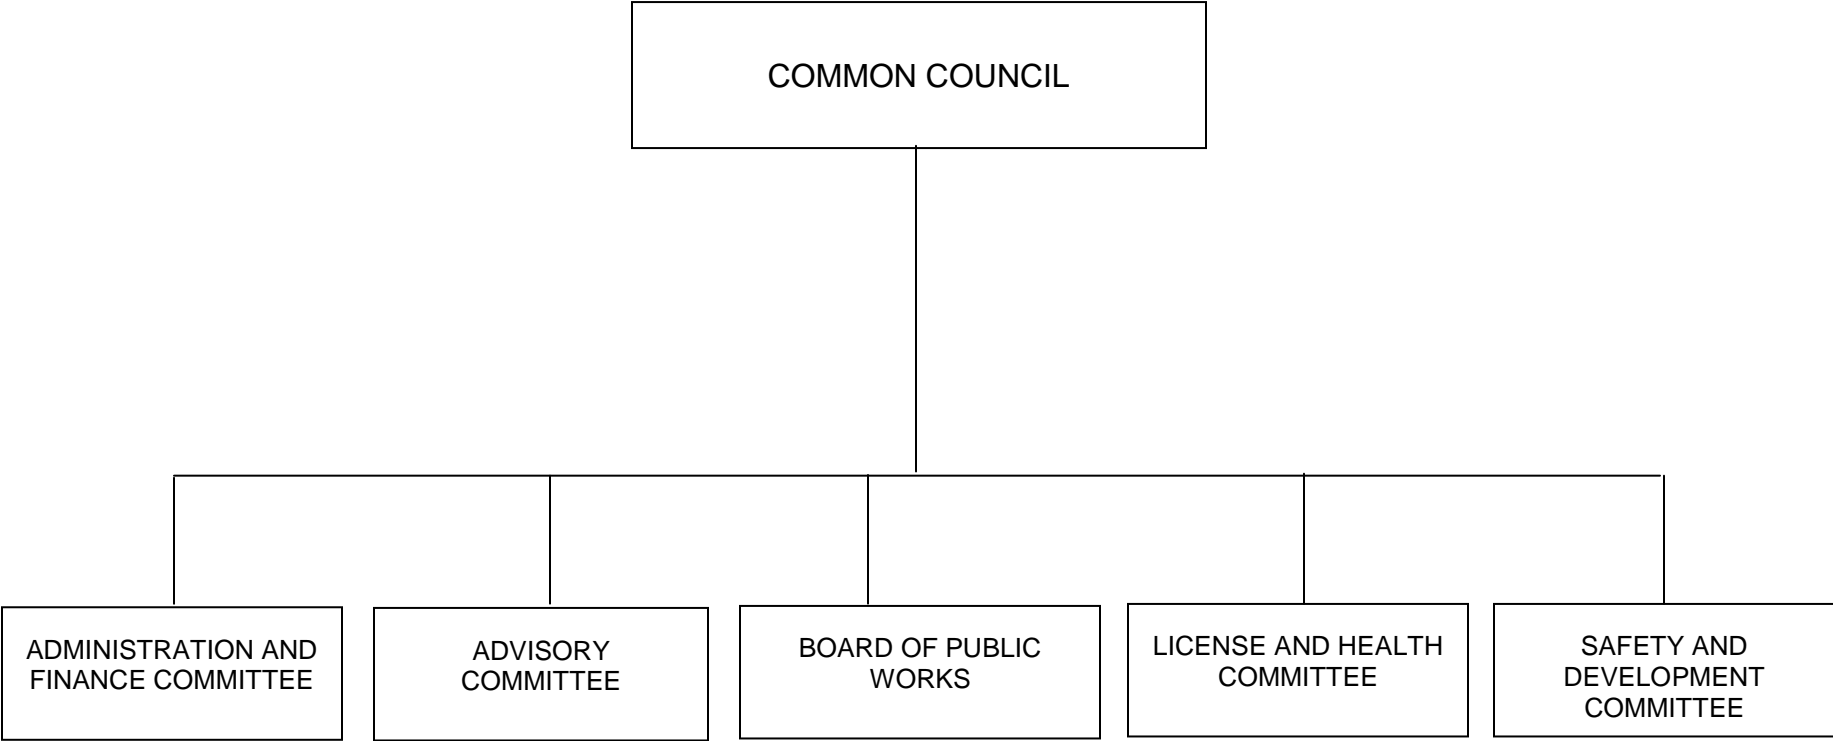 COMMON COUNCIL
ADMINISTRATION AND
FINANCE COMMITTEE
ADVISORY
COMMITTEE
BOARD OF PUBLIC
WORKS
LICENSE AND HEALTH
COMMITTEE
SAFETY AND
DEVELOPMENT
COMMITTEE